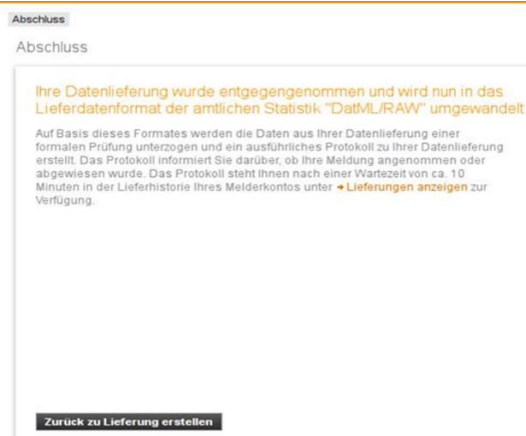 Abschluss
Abschluss
Ihre Datenlieferung wurde entgegengenommen und wird nun in das
Lieferdatenformat der amtlichen Statistik "DatML/RAW" umgewandelt
Auf Basis dieses Formates werden die Daten aus Ihrer Datenlieferung einer
formalen Prüfung unterzogen und ein ausführliches Protokoll zu Ihrer Datenlieferung
erstellt. Das Protokoll informiert Sie darüber, ob Ihre Meldung angenommen oder
abgewiesen wurde. Das Protokoll steht Ihnen nach einer Wartezeit von ca. 10
Minuten in der Lieferhistorie Ihres Melderkontos unter → Lieferungen anzeigen zur
Verfügung.
Zurück zu Lieferung erstellen